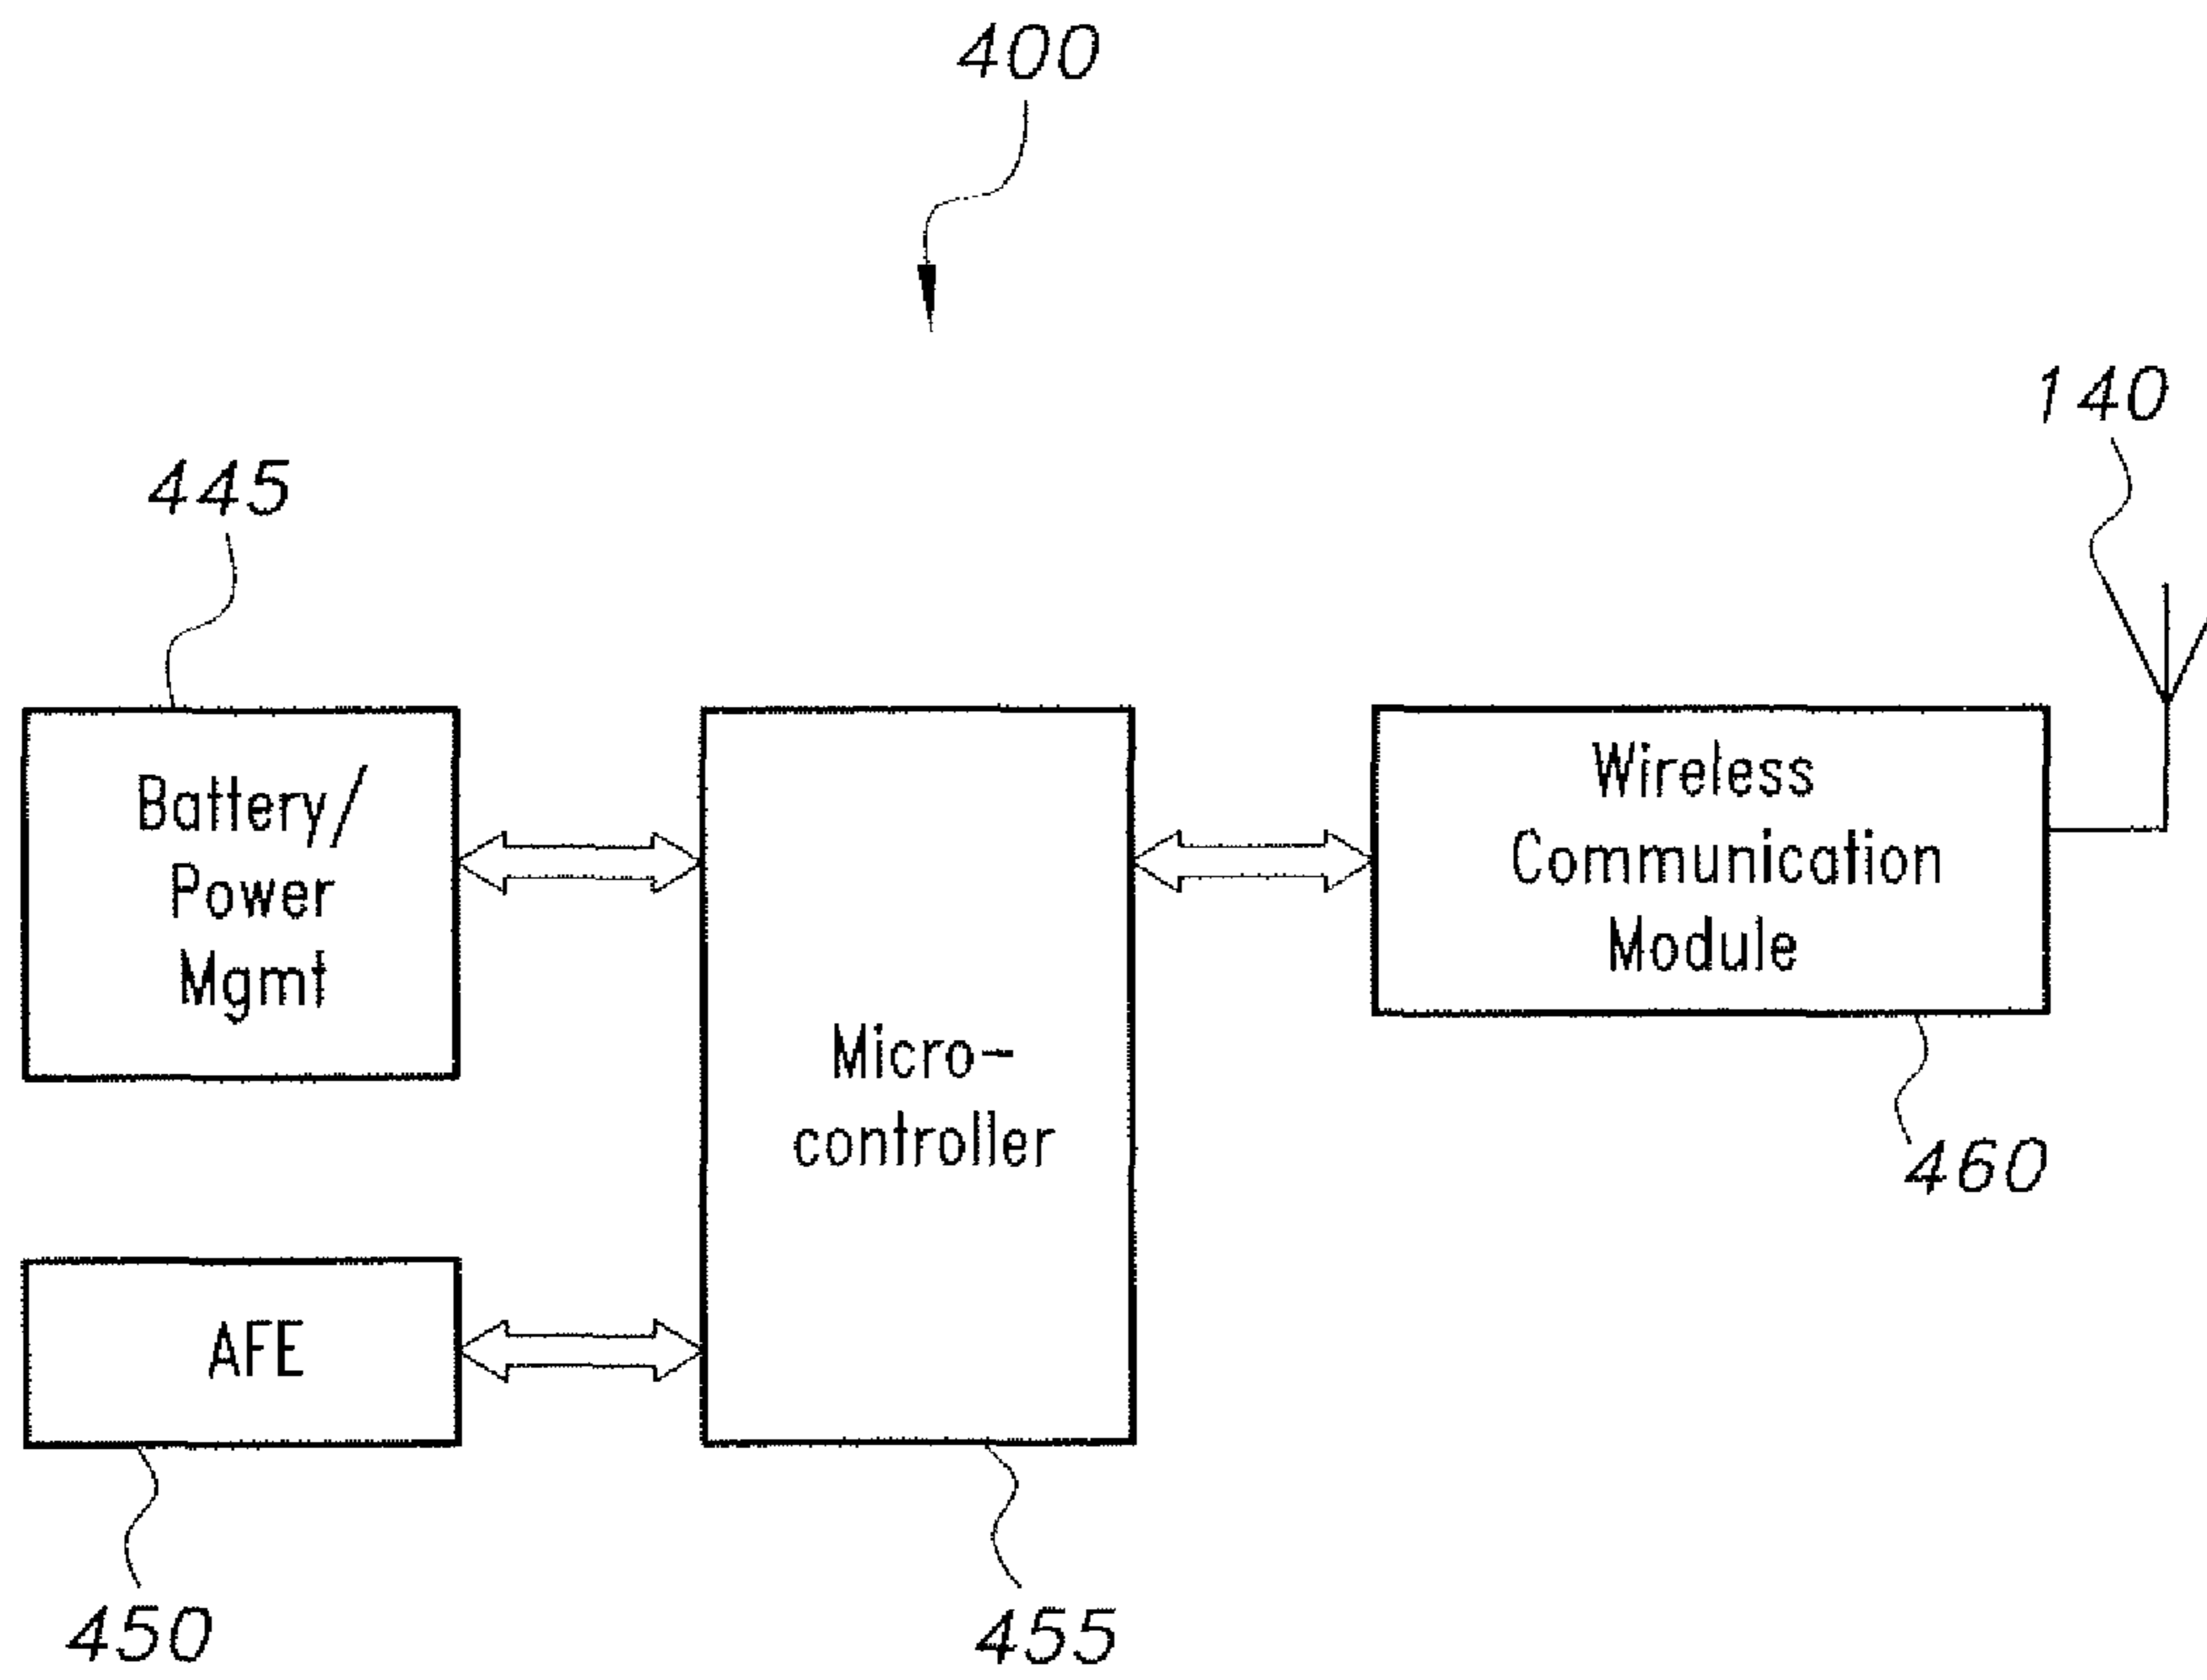 400
140
445
Battery/
Power
Mgmt
Micro-
controller
Wireless
Communication
Module
460
AFE
450
455